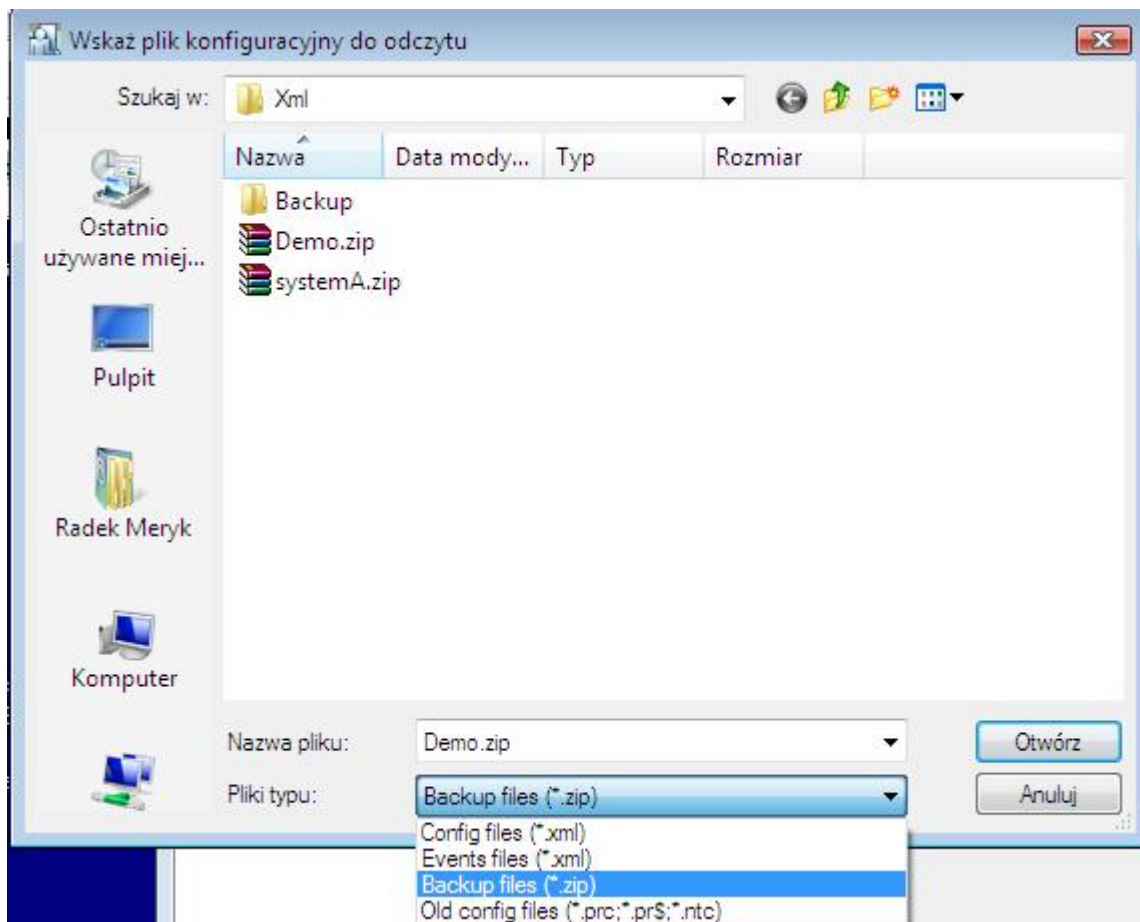 Wskaż plik konfiguracyjny do odczytu
Szukaj w: Xml
Nazwa Data mody... Typ Rozmiar
Backup
Demo.zip
systemA.zip
Ostatnio
używane miej...
Pulpit
Radek Meryk
Komputer
Nazwa pliku: Demo.zip Otwórz
Pliki typu: Backup files (*.zip) Anuluj
Config files (*.xml)
Events files (*.xml)
Backup files (*.zip)
Old config files (*.prc;*.pr$;*.ntc)